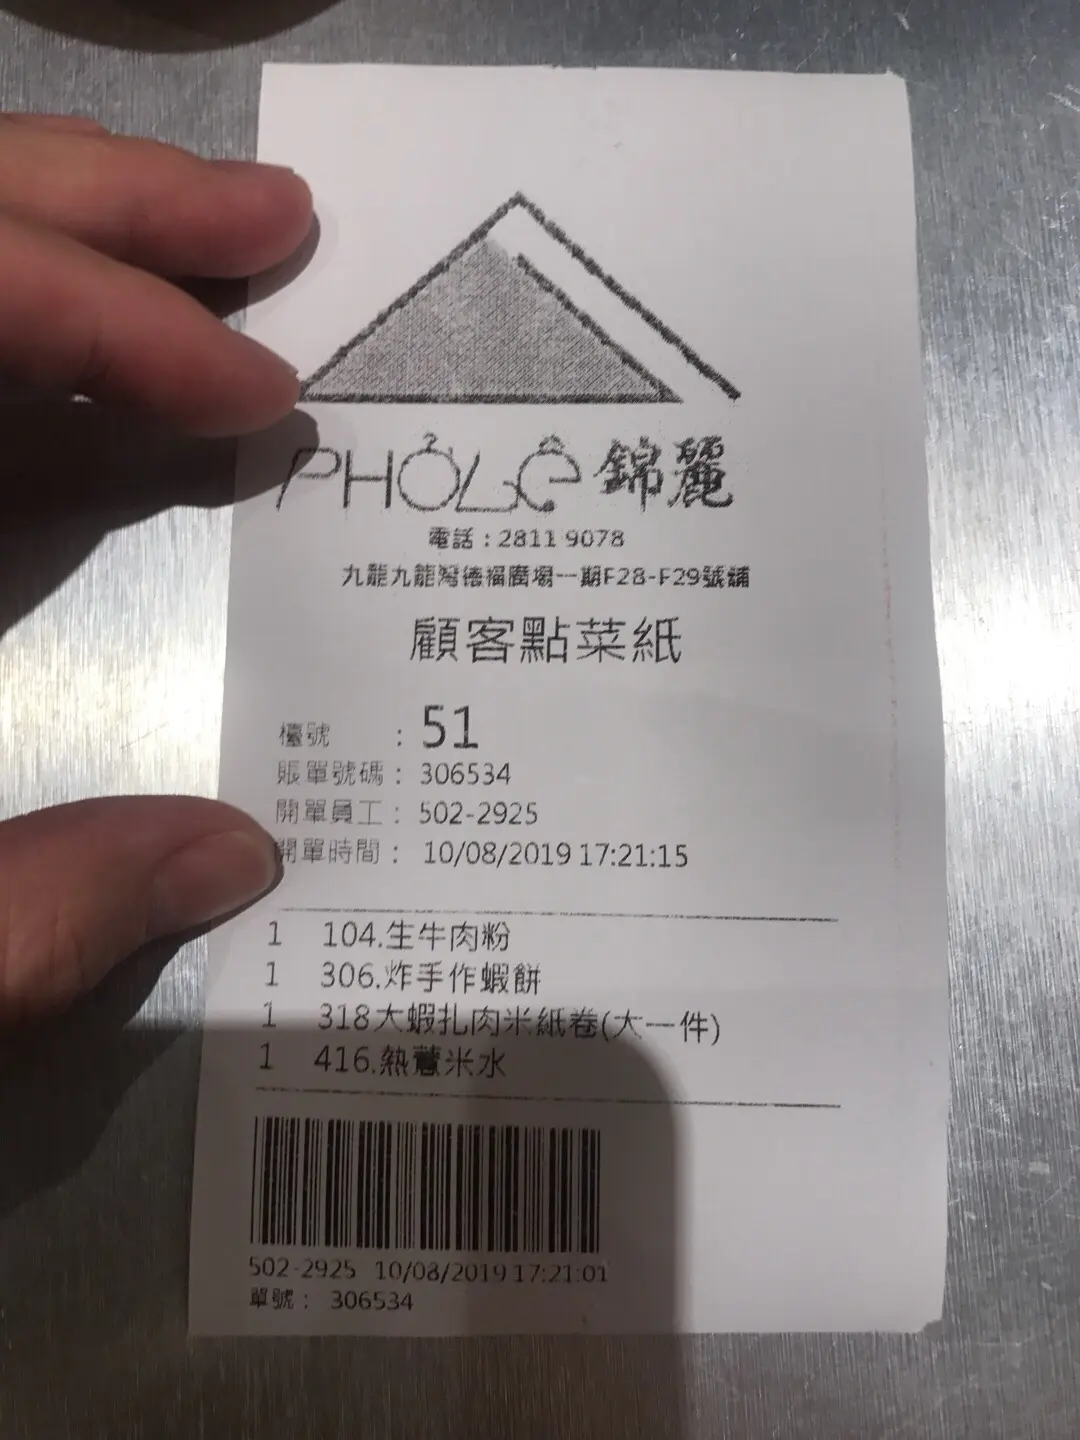 PHỞLê 錦麗
電話:2811 9078
九龍九龍灣德福廣場一期F28-F29號舖
顧客點菜紙
檯號 : 51
賬單號碼: 306534
開單員工: 502-2925
開單時間: 10/08/2019 17:21:15
1 104.生牛肉粉
1 306.炸手作蝦餅
1 318大蝦扎肉米紙卷(大一件)
1 416.熱薏米水
502-2925 10/08/2019 17:21:01
單號: 306534